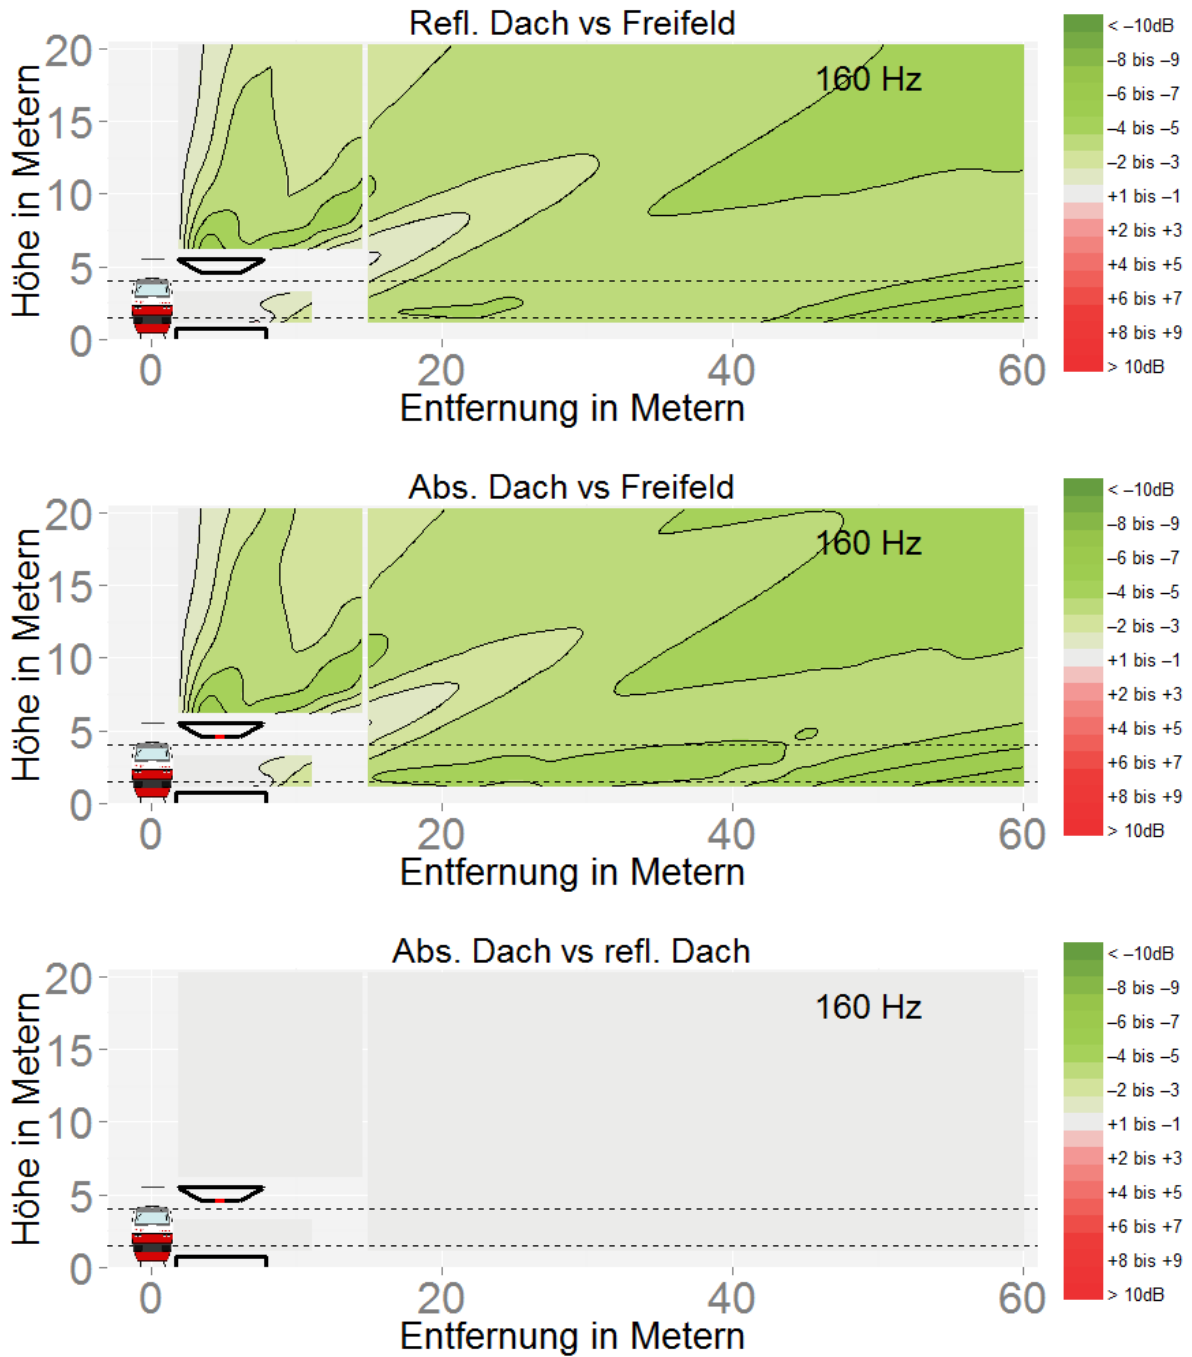 Refl. Dach vs Freifeld
160 Hz
Höhe in Metern
20
15
10
5
0
0 20 40 60
Entfernung in Metern
< –10dB
–8 bis –9
–6 bis –7
–4 bis –5
–2 bis –3
+1 bis –1
+2 bis +3
+4 bis +5
+6 bis +7
+8 bis +9
> 10dB
Abs. Dach vs Freifeld
160 Hz
Höhe in Metern
20
15
10
5
0
0 20 40 60
Entfernung in Metern
< –10dB
–8 bis –9
–6 bis –7
–4 bis –5
–2 bis –3
+1 bis –1
+2 bis +3
+4 bis +5
+6 bis +7
+8 bis +9
> 10dB
Abs. Dach vs refl. Dach
160 Hz
Höhe in Metern
20
15
10
5
0
0 20 40 60
Entfernung in Metern
< –10dB
–8 bis –9
–6 bis –7
–4 bis –5
–2 bis –3
+1 bis –1
+2 bis +3
+4 bis +5
+6 bis +7
+8 bis +9
> 10dB